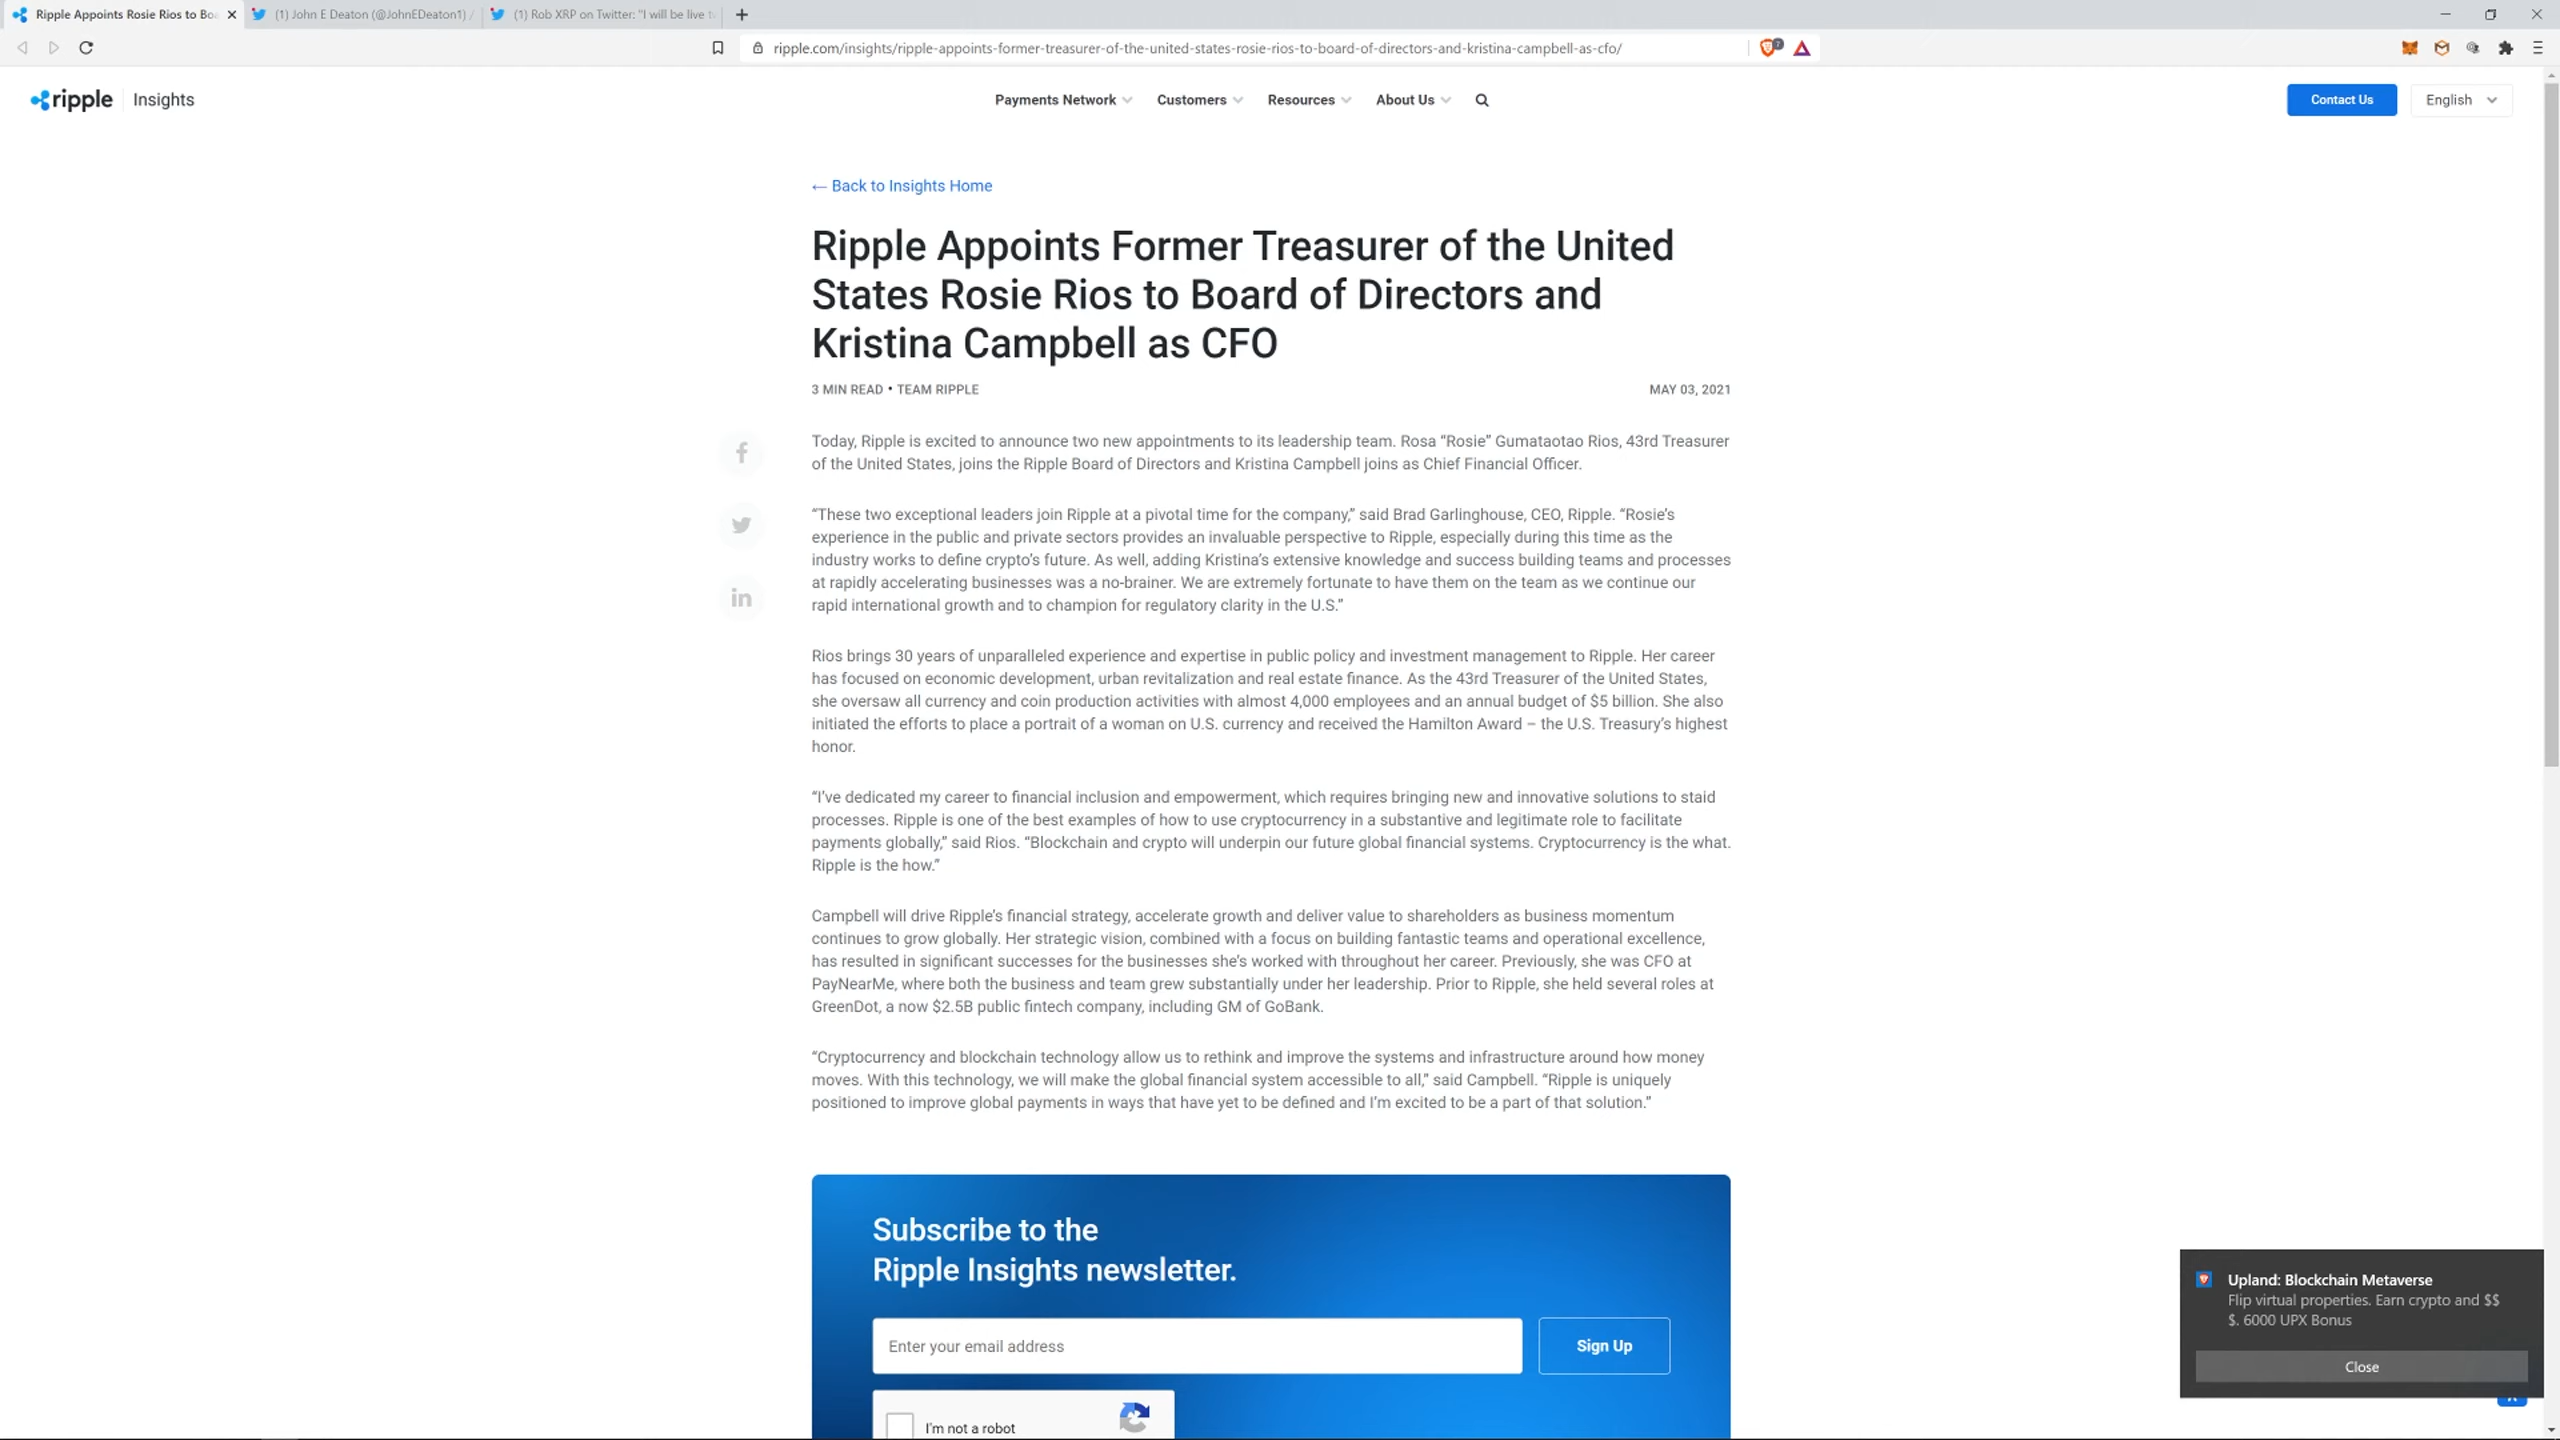 Ripple Appoints Rosie Rios to Boa
(1) John E Deaton (@JohnEDeaton1) /
(1) Rob XRP on Twitter: "I will be live t
ripple.com/insights/ripple-appoints-former-treasurer-of-the-united-states-rosie-rios-to-board-of-directors-and-kristina-campbell-as-cfo/
ripple Insights
Payments Network
Customers
Resources
About Us
Contact Us
English
← Back to Insights Home
Ripple Appoints Former Treasurer of the United
States Rosie Rios to Board of Directors and
Kristina Campbell as CFO
3 MIN READ • TEAM RIPPLE
MAY 03, 2021
Today, Ripple is excited to announce two new appointments to its leadership team. Rosa “Rosie” Gumataotao Rios, 43rd Treasurer
of the United States, joins the Ripple Board of Directors and Kristina Campbell joins as Chief Financial Officer.
“These two exceptional leaders join Ripple at a pivotal time for the company,” said Brad Garlinghouse, CEO, Ripple. “Rosie’s
experience in the public and private sectors provides an invaluable perspective to Ripple, especially during this time as the
industry works to define crypto’s future. As well, adding Kristina’s extensive knowledge and success building teams and processes
at rapidly accelerating businesses was a no-brainer. We are extremely fortunate to have them on the team as we continue our
rapid international growth and to champion for regulatory clarity in the U.S.”
Rios brings 30 years of unparalleled experience and expertise in public policy and investment management to Ripple. Her career
has focused on economic development, urban revitalization and real estate finance. As the 43rd Treasurer of the United States,
she oversaw all currency and coin production activities with almost 4,000 employees and an annual budget of $5 billion. She also
initiated the efforts to place a portrait of a woman on U.S. currency and received the Hamilton Award – the U.S. Treasury’s highest
honor.
“I’ve dedicated my career to financial inclusion and empowerment, which requires bringing new and innovative solutions to staid
processes. Ripple is one of the best examples of how to use cryptocurrency in a substantive and legitimate role to facilitate
payments globally,” said Rios. “Blockchain and crypto will underpin our future global financial systems. Cryptocurrency is the what.
Ripple is the how.”
Campbell will drive Ripple’s financial strategy, accelerate growth and deliver value to shareholders as business momentum
continues to grow globally. Her strategic vision, combined with a focus on building fantastic teams and operational excellence,
has resulted in significant successes for the businesses she’s worked with throughout her career. Previously, she was CFO at
PayNearMe, where both the business and team grew substantially under her leadership. Prior to Ripple, she held several roles at
GreenDot, a now $2.5B public fintech company, including GM of GoBank.
“Cryptocurrency and blockchain technology allow us to rethink and improve the systems and infrastructure around how money
moves. With this technology, we will make the global financial system accessible to all,” said Campbell. “Ripple is uniquely
positioned to improve global payments in ways that have yet to be defined and I’m excited to be a part of that solution.”
Subscribe to the
Ripple Insights newsletter.
Enter your email address
Sign Up
I'm not a robot
Upland: Blockchain Metaverse
Flip virtual properties. Earn crypto and $$
$. 6000 UPX Bonus
Close